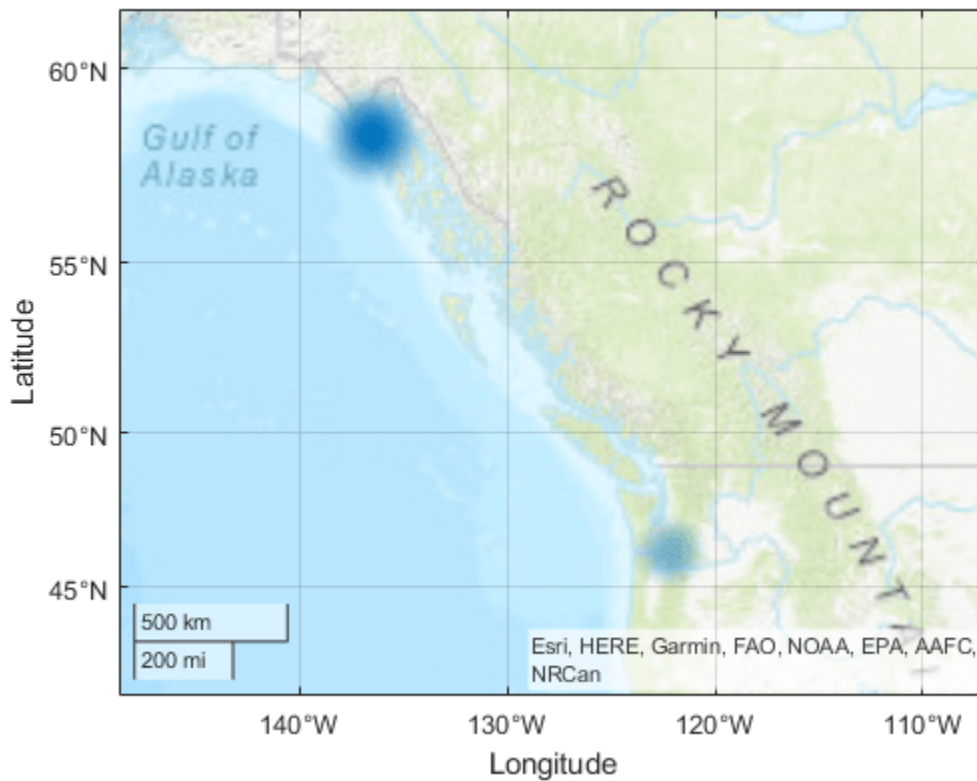 60°N
Gulf of
Alaska
ROCKY MOUNTA
55°N
50°N
45°N
Latitude
500 km
200 mi
Esri, HERE, Garmin, FAO, NOAA, EPA, AAFC,
NRCan
140°W 130°W 120°W 110°W
Longitude